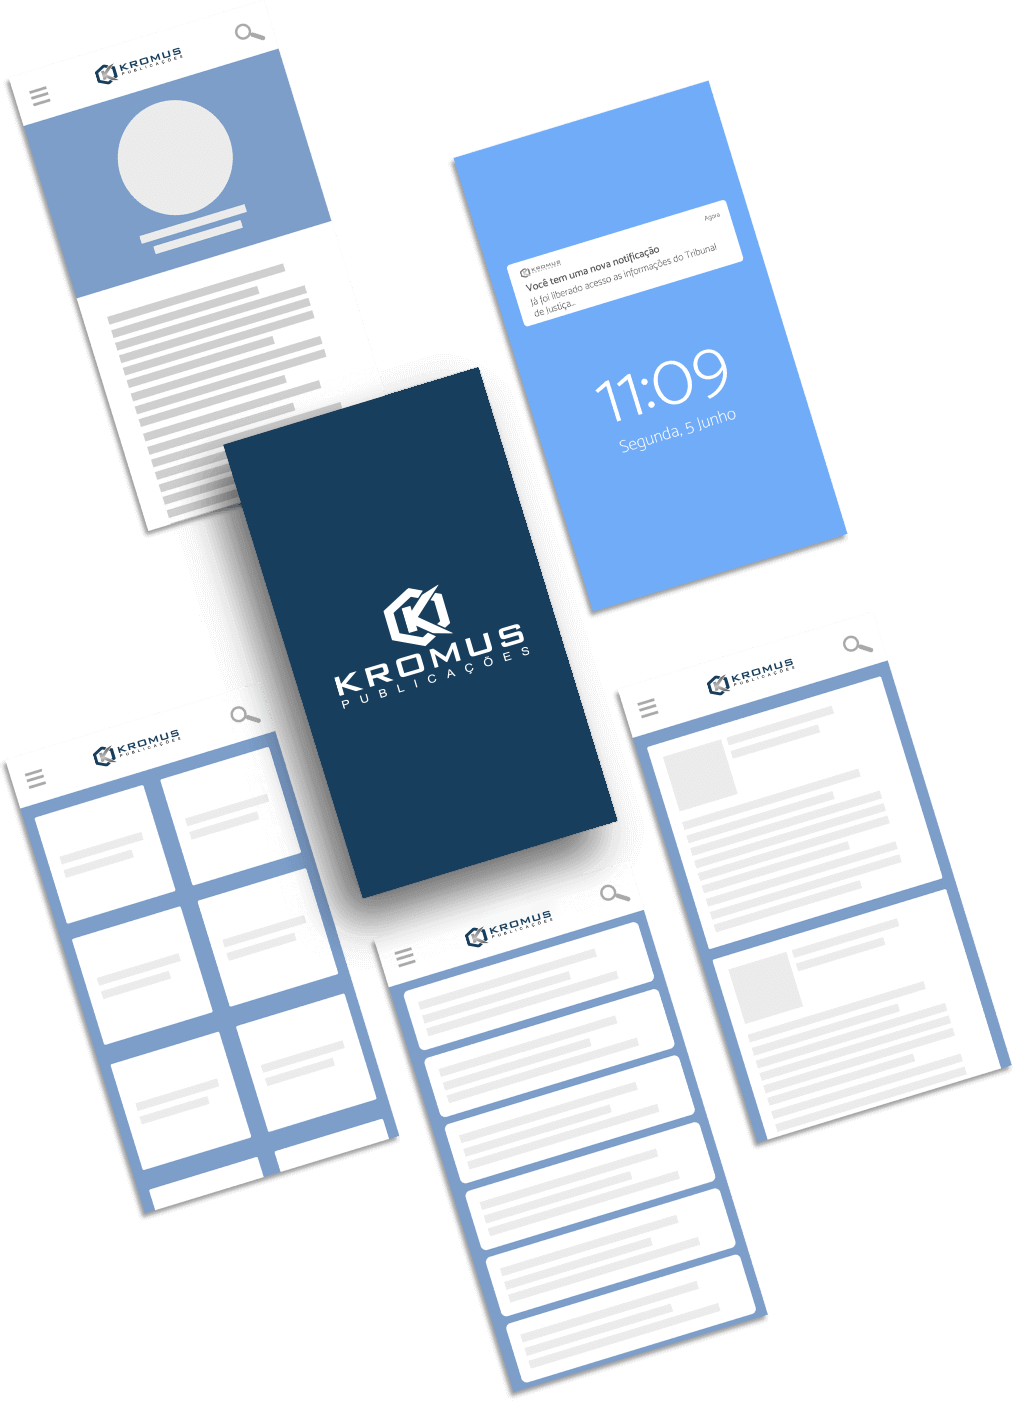 KROMUS
PUBLICAÇÕES
Agora
KROMUS
Você tem uma nova notificação
Já foi liberado acesso as informações do Tribunal
de Justiça...
11:09
Segunda, 5 Junho
KROMUS
PUBLICAÇÕES
KROMUS
PUBLICAÇÕES
KROMUS
PUBLICAÇÕES
KROMUS
PUBLICAÇÕES